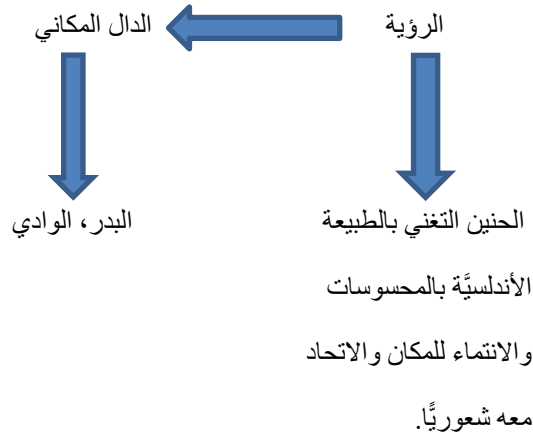 الرؤية
الدال المكاني
الحنين التغني بالطبيعة
الأندلسيَّة بالمحسوسات
والانتماء للمكان والاتحاد
معه شعوريًّا.
البدر، الوادي